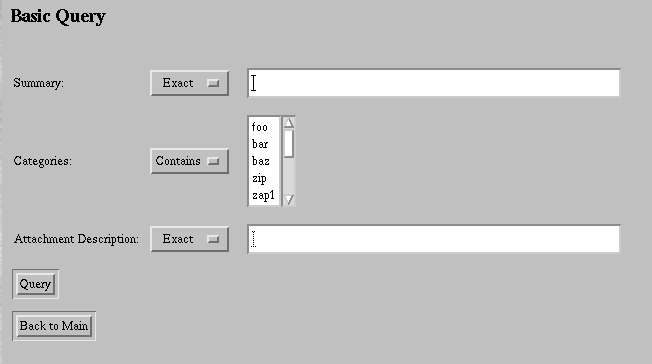 Basic Query
Summary: Exact
Categories: Contains
foo
bar
baz
zip
zap1
Attachment Description: Exact
Query
Back to Main